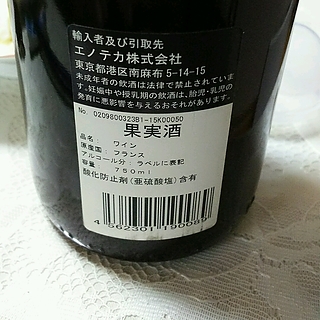 輸入者及び引取先
エノテカ株式会社
東京都港区南麻布 5-14-15
未成年者の飲酒は法律で禁止されています。
妊娠中や授乳期の飲酒は、胎児・乳児の
発育に悪影響を与えるおそれがあります。
No. 0209800323B1-15K00050
果実酒
品名： ワイン
原産国： フランス
アルコール分：ラベルに表記
容量 ： 750ml
酸化防止剤(亜硫酸塩)含有
4 562301 190085